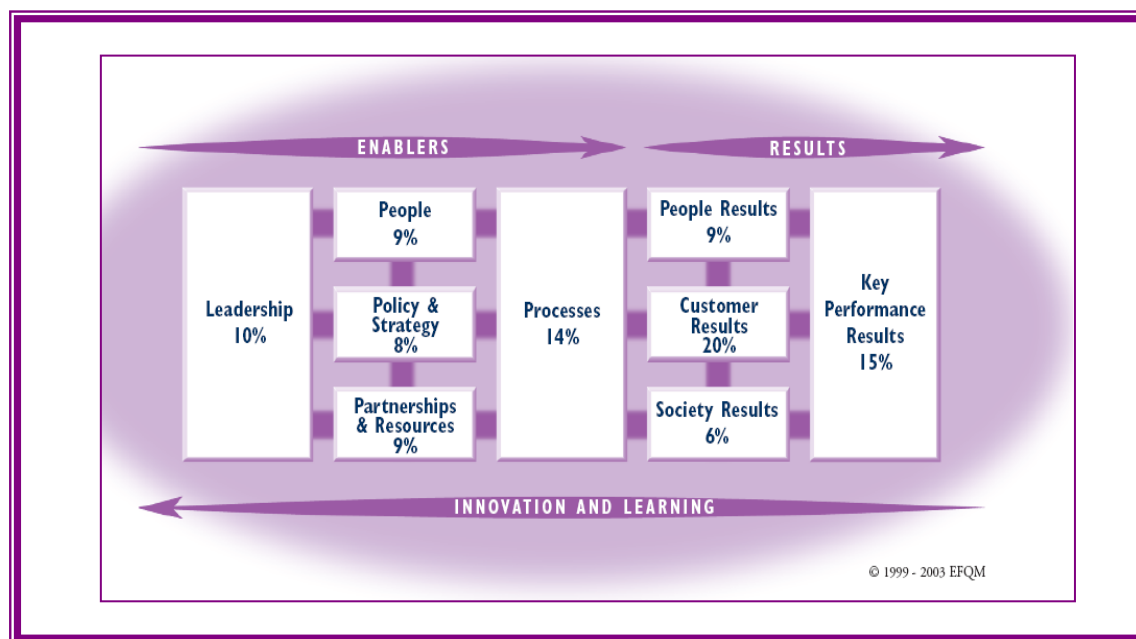 ENABLERS
RESULTS
Leadership
10%
People
9%
Policy &
Strategy
8%
Partnerships
& Resources
9%
Processes
14%
People Results
9%
Customer
Results
20%
Society Results
6%
Key
Performance
Results
15%
INNOVATION AND LEARNING
© 1999 - 2003 EFQM